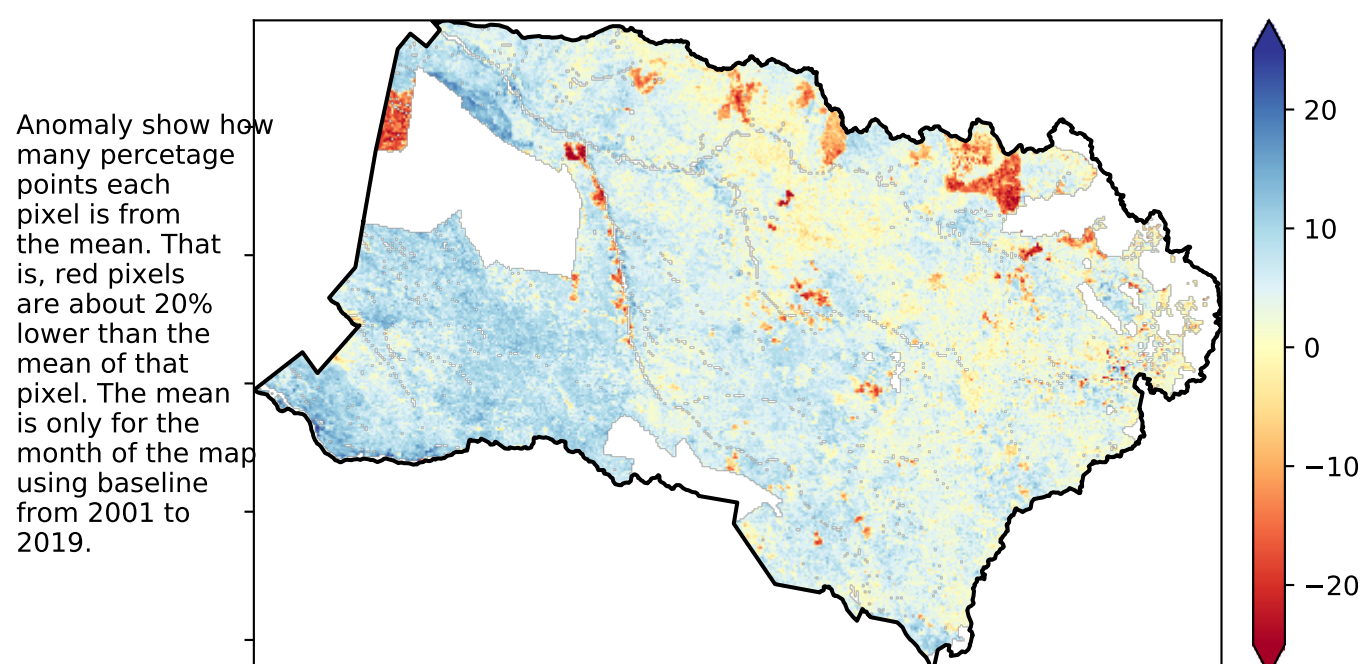 Anomaly show how
many percetage
points each
pixel is from
the mean. That
is, red pixels
are about 20%
lower than the
mean of that
pixel. The mean
is only for the
month of the map
using baseline
from 2001 to
2019.
20
10
0
−10
−20